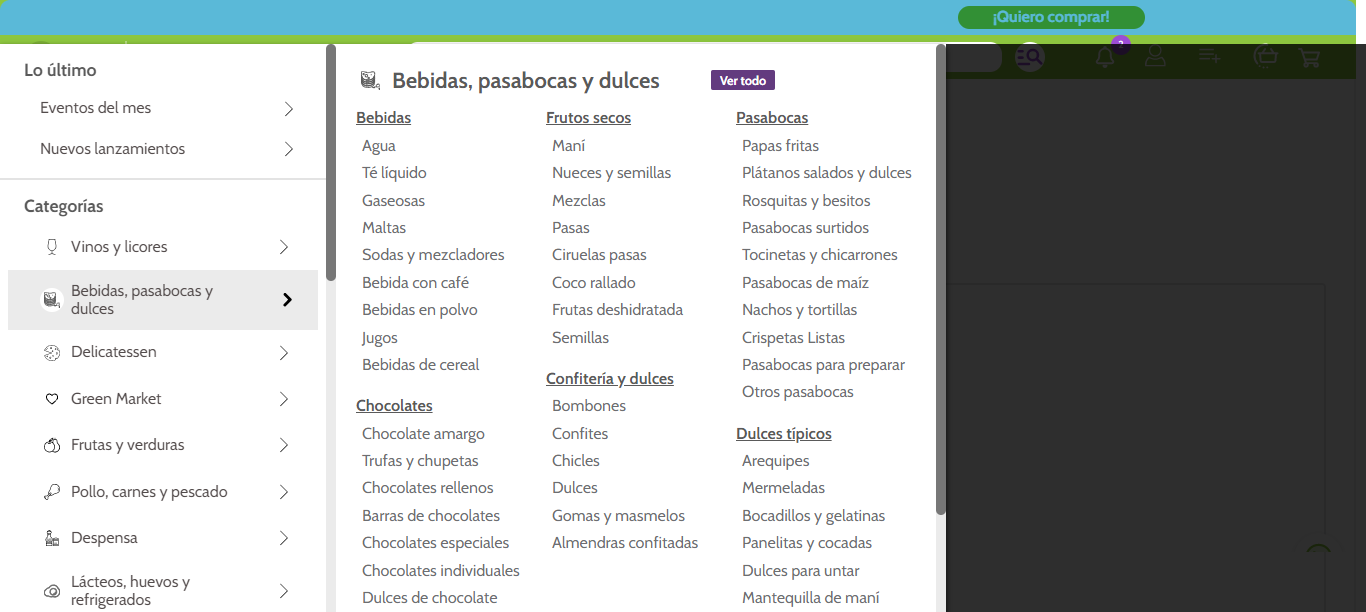 ¡Quiero comprar!
2
Lo último
Eventos del mes
Nuevos lanzamientos
Categorías
Vinos y licores
Bebidas, pasabocas y
dulces
Delicatessen
Green Market
Frutas y verduras
Pollo, carnes y pescado
Despensa
Lácteos, huevos y
refrigerados
Bebidas, pasabocas y dulces
Ver todo
Bebidas
Agua
Té líquido
Gaseosas
Maltas
Sodas y mezcladores
Bebida con café
Bebidas en polvo
Jugos
Bebidas de cereal
Chocolates
Chocolate amargo
Trufas y chupetas
Chocolates rellenos
Barras de chocolates
Chocolates especiales
Chocolates individuales
Dulces de chocolate
Frutos secos
Maní
Nueces y semillas
Mezclas
Pasas
Ciruelas pasas
Coco rallado
Frutas deshidratada
Semillas
Confitería y dulces
Bombones
Confites
Chicles
Dulces
Gomas y masmelos
Almendras confitadas
Pasabocas
Papas fritas
Plátanos salados y dulces
Rosquitas y besitos
Pasabocas surtidos
Tocinetas y chicarrones
Pasabocas de maíz
Nachos y tortillas
Crispetas Listas
Pasabocas para preparar
Otros pasabocas
Dulces típicos
Arequipes
Mermeladas
Bocadillos y gelatinas
Panelitas y cocadas
Dulces para untar
Mantequilla de maní